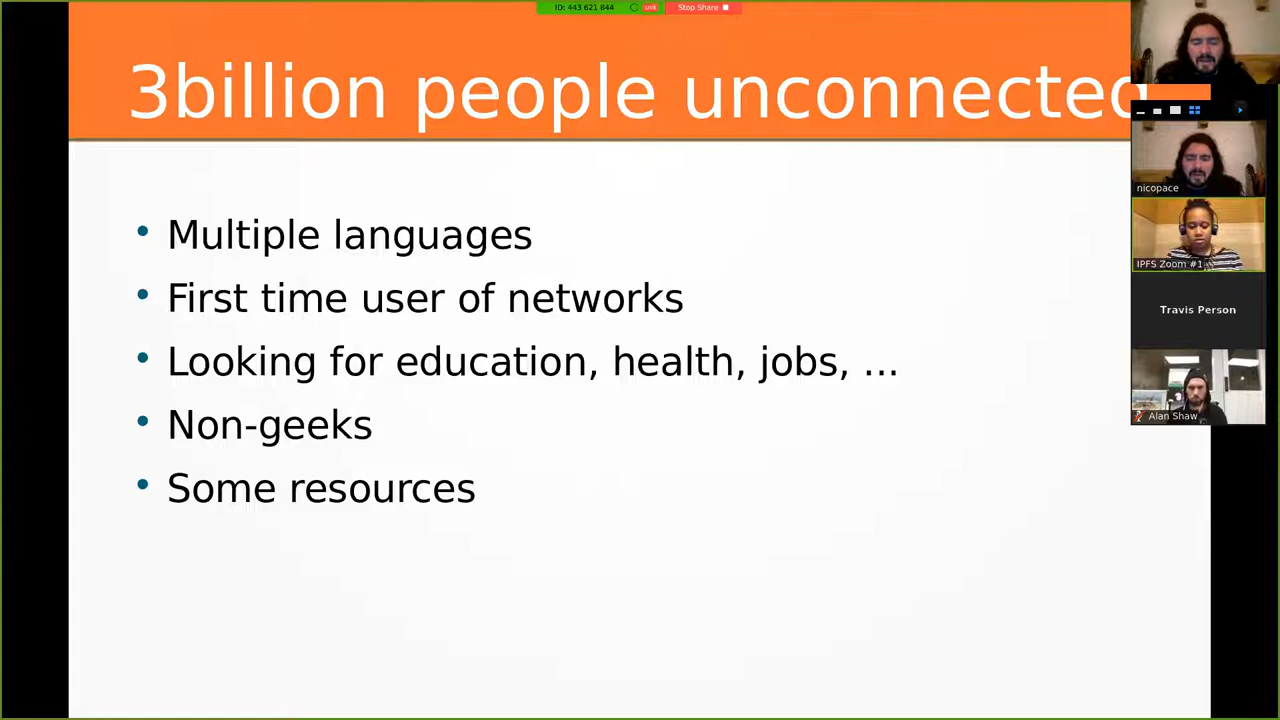 ID: 443 621 844
LIVE
Stop Share
3billion people unconnected
nicopace
IPFS Zoom #1
Travis Person
Alan Shaw
Multiple languages
First time user of networks
Looking for education, health, jobs, ...
Non-geeks
Some resources